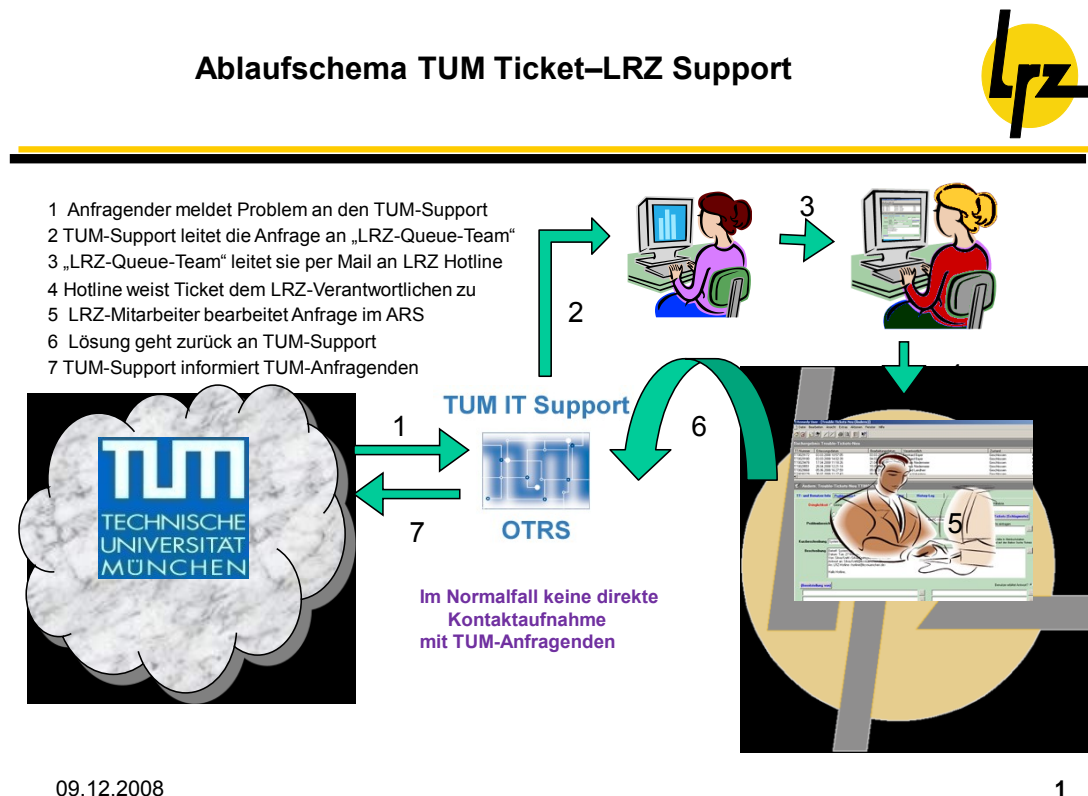 Ablaufschema TUM Ticket–LRZ Support
lrz
1 Anfragender meldet Problem an den TUM-Support
2 TUM-Support leitet die Anfrage an „LRZ-Queue-Team“
3 „LRZ-Queue-Team“ leitet sie per Mail an LRZ Hotline
4 Hotline weist Ticket dem LRZ-Verantwortlichen zu
5 LRZ-Mitarbeiter bearbeitet Anfrage im ARS
6 Lösung geht zurück an TUM-Support
7 TUM-Support informiert TUM-Anfragenden
3
2
TUM IT Support
1
6
TUM
TECHNISCHE
UNIVERSITÄT
MÜNCHEN
5
7
OTRS
Im Normalfall keine direkte
Kontaktaufnahme
mit TUM-Anfragenden
09.12.2008
1